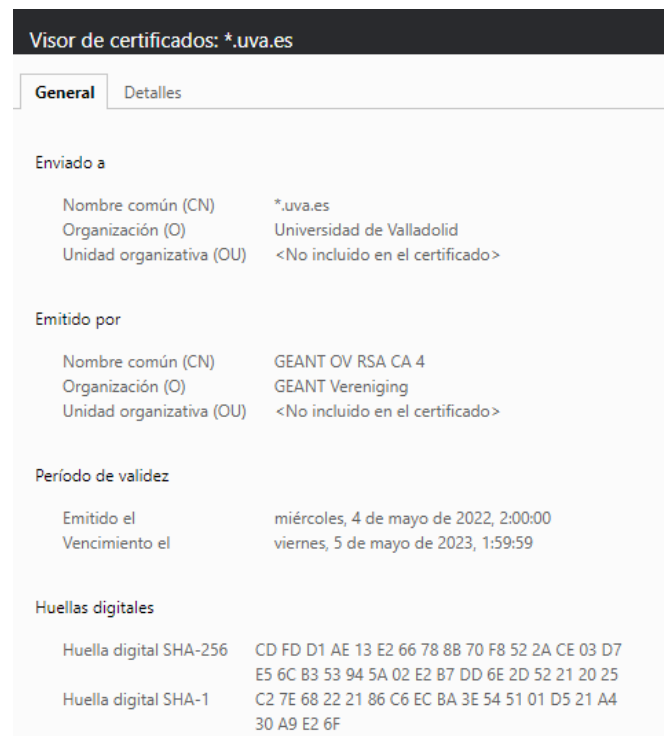 Visor de certificados: *.uva.es
General Detalles
Enviado a
Nombre común (CN) *.uva.es
Organización (O) Universidad de Valladolid
Unidad organizativa (OU) <No incluido en el certificado>
Emitido por
Nombre común (CN) GEANT OV RSA CA 4
Organización (O) GEANT Vereniging
Unidad organizativa (OU) <No incluido en el certificado>
Período de validez
Emitido el miércoles, 4 de mayo de 2022, 2:00:00
Vencimiento el viernes, 5 de mayo de 2023, 1:59:59
Huellas digitales
Huella digital SHA-256 CD FD D1 AE 13 E2 66 78 8B 70 F8 52 2A CE 03 D7
E5 6C B3 53 94 5A 02 E2 B7 DD 6E 2D 52 21 20 25
Huella digital SHA-1 C2 7E 68 22 21 86 C6 EC BA 3E 54 51 01 D5 21 A4
30 A9 E2 6F